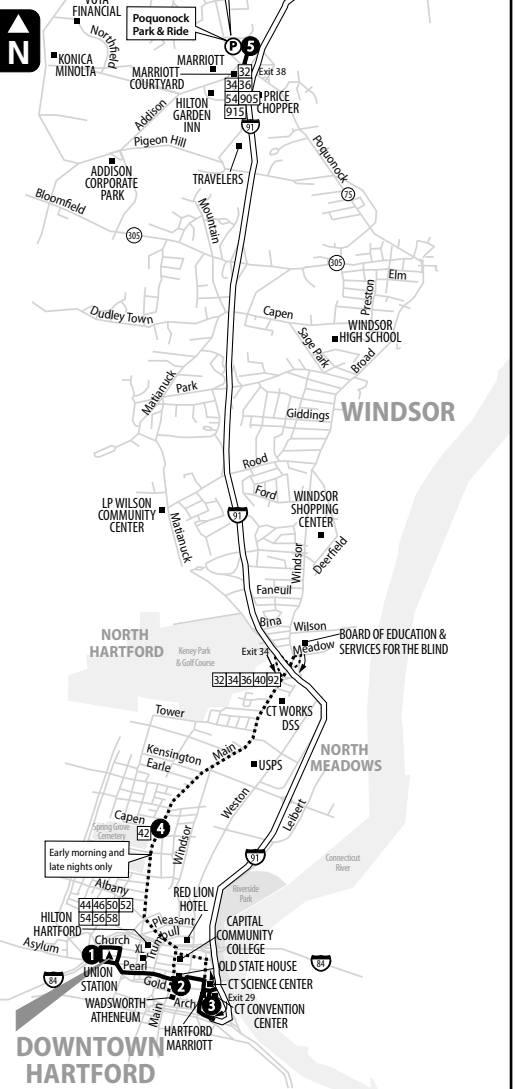 VOYA
FINANCIAL
N
Northfield
Poquonock
Park & Ride
P
5
KONICA
MINOLTA
MARRIOTT
MARRIOTT
COURTYARD
32
Exit 38
34 36
54 905
915
PRICE
CHOPPER
Addison
HILTON
GARDEN
INN
91
Pigeon Hill
Poquonock
TRAVELERS
ADDISON
CORPORATE
PARK
75
Bloomfield
Mountain
305
305
Elm
Preston
Dudley Town
Capen
Sage Park
WINDSOR
HIGH SCHOOL
Broad
Matianuck
Park
Giddings
WINDSOR
Rood
Ford
LP WILSON
COMMUNITY
CENTER
WINDSOR
SHOPPING
CENTER
91
Matianuck
Windsor
Deerfield
Faneuil
Bina
Wilson
NORTH
HARTFORD
BOARD OF EDUCATION &
SERVICES FOR THE BLIND
Keney Park
& Golf Course
Exit 34
Meadow
32 34 36 40 92
CT WORKS
DSS
Tower
Main
Kensington
Earle
USPS
NORTH
MEADOWS
Weston
Leibert
Capen
42
4
Spring Grove
Cemetery
Windsor
Early morning and
late nights only
91
Connecticut
River
Albany
Riverside
Park
44 46 50 52
54 56 58
RED LION
HOTEL
HILTON
HARTFORD
Pleasant
Trumbull
CAPITAL
COMMUNITY
COLLEGE
Asylum
Church
XL
1
Pearl
OLD STATE HOUSE
84
84
UNION
STATION
Gold
2
CT SCIENCE CENTER
Exit 29
WADSWORTH
ATHENEUM
Main
Arch
3
CT CONVENTION
CENTER
HARTFORD
MARRIOTT
DOWNTOWN
HARTFORD